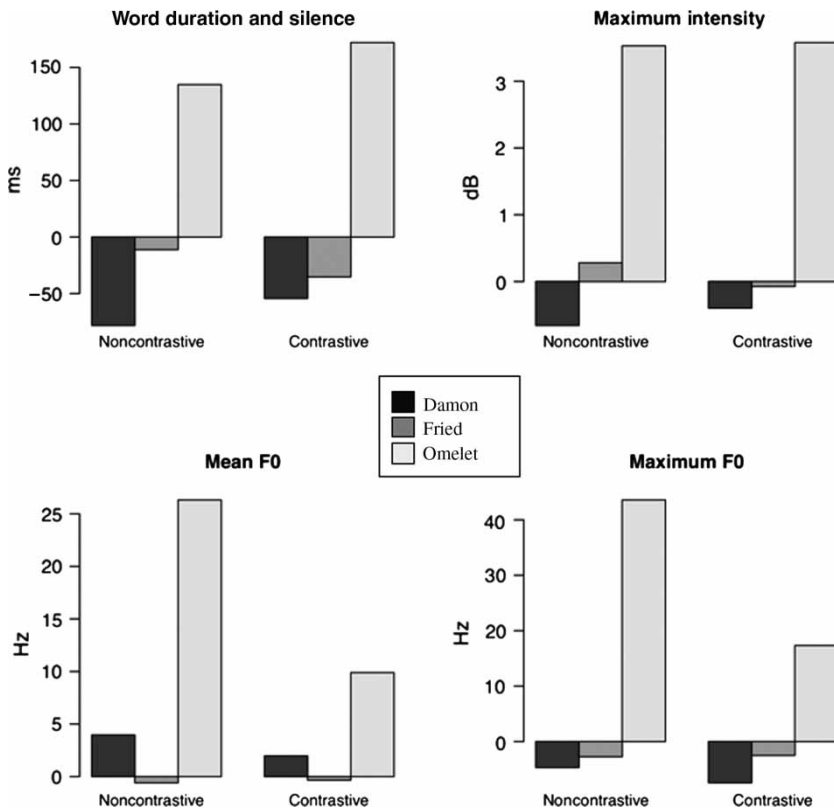 Word duration and silence
ms
150
100
50
0
−50
Noncontrastive Contrastive
Maximum intensity
dB
3
2
1
0
Noncontrastive Contrastive
Damon
Fried
Omelet
Mean F0
Hz
25
20
15
10
5
0
Noncontrastive Contrastive
Maximum F0
Hz
40
30
20
10
0
Noncontrastive Contrastive